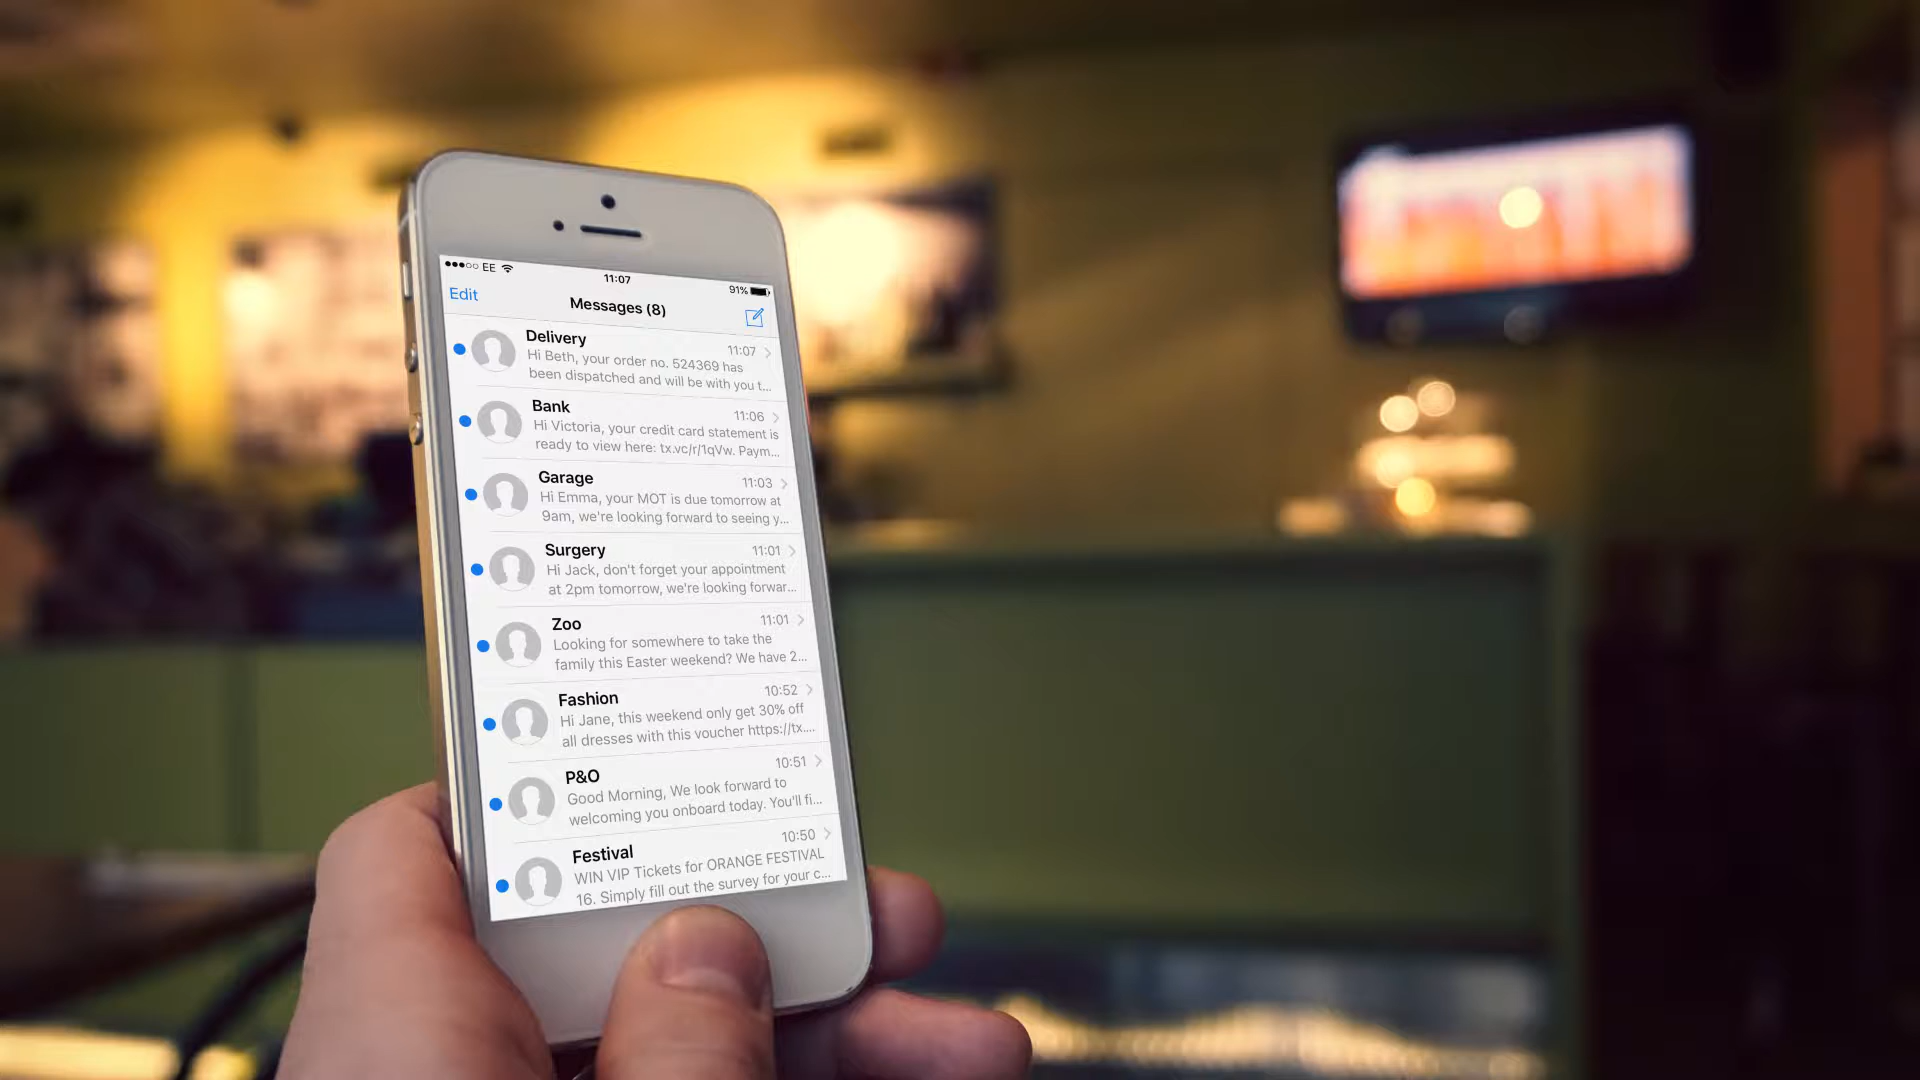 EE
11:07
91%
Edit
Messages (8)
Delivery
11:07
Hi Beth, your order no. 524369 has
been dispatched and will be with you t...
Bank
11:06
Hi Victoria, your credit card statement is
ready to view here: tx.vc/r/1qVw. Paym...
Garage
11:03
Hi Emma, your MOT is due tomorrow at
9am, we're looking forward to seeing y...
Surgery
11:01
Hi Jack, don't forget your appointment
at 2pm tomorrow, we're looking forwar...
Zoo
11:01
Looking for somewhere to take the
family this Easter weekend? We have 2...
Fashion
10:52
Hi Jane, this weekend only get 30% off
all dresses with this voucher https://tx....
P&O
10:51
Good Morning, We look forward to
welcoming you onboard today. You'll fi...
Festival
10:50
WIN VIP Tickets for ORANGE FESTIVAL
16. Simply fill out the survey for your c...